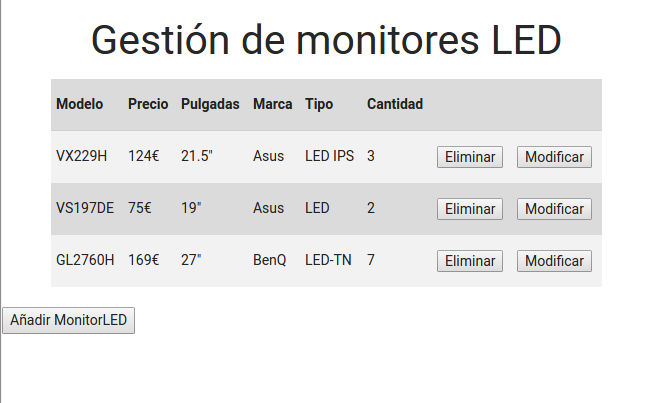 Gestión de monitores LED
Modelo Precio Pulgadas Marca Tipo Cantidad
VX229H 124€ 21.5" Asus LED IPS 3 Eliminar Modificar
VS197DE 75€ 19" Asus LED 2 Eliminar Modificar
GL2760H 169€ 27" BenQ LED-TN 7 Eliminar Modificar
Añadir MonitorLED